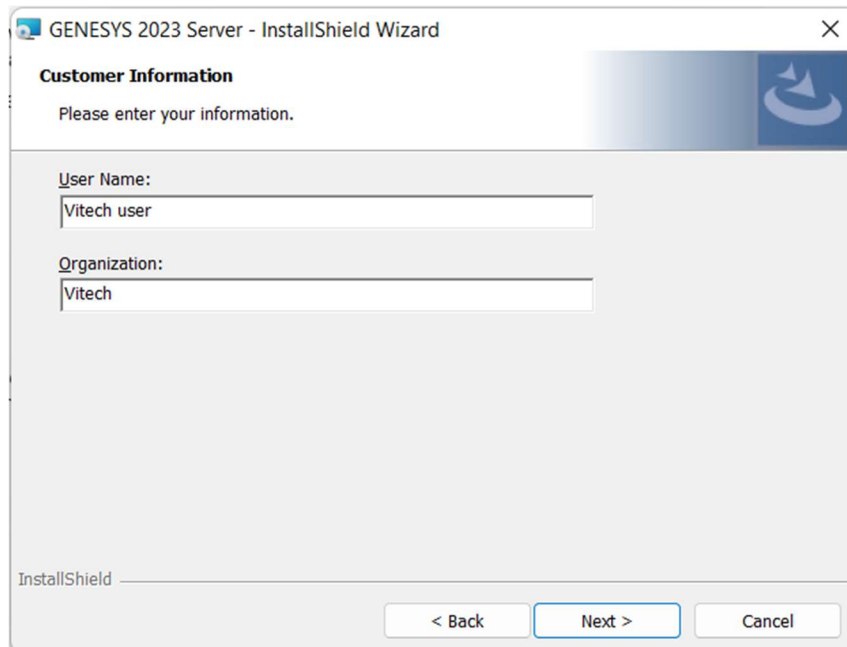 GENESYS 2023 Server - InstallShield Wizard
Customer Information
Please enter your information.
User Name:
Vitech user
Organization:
Vitech
InstallShield
< Back
Next >
Cancel